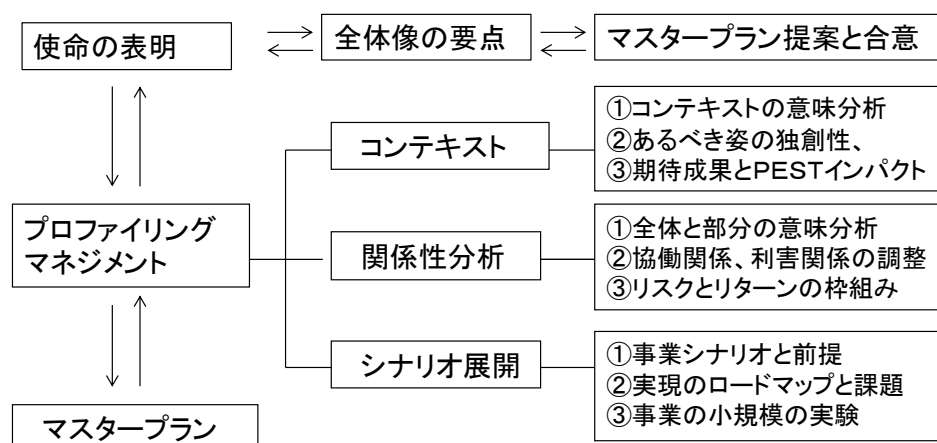 使命の表明
全体像の要点
マスタープラン提案と合意
コンテキスト
①コンテキストの意味分析
②あるべき姿の独創性、
③期待成果とPESTインパクト
プロファイリング
マネジメント
関係性分析
①全体と部分の意味分析
②協働関係、利害関係の調整
③リスクとリターンの枠組み
シナリオ展開
①事業シナリオと前提
②実現のロードマップと課題
③事業の小規模の実験
マスタープラン